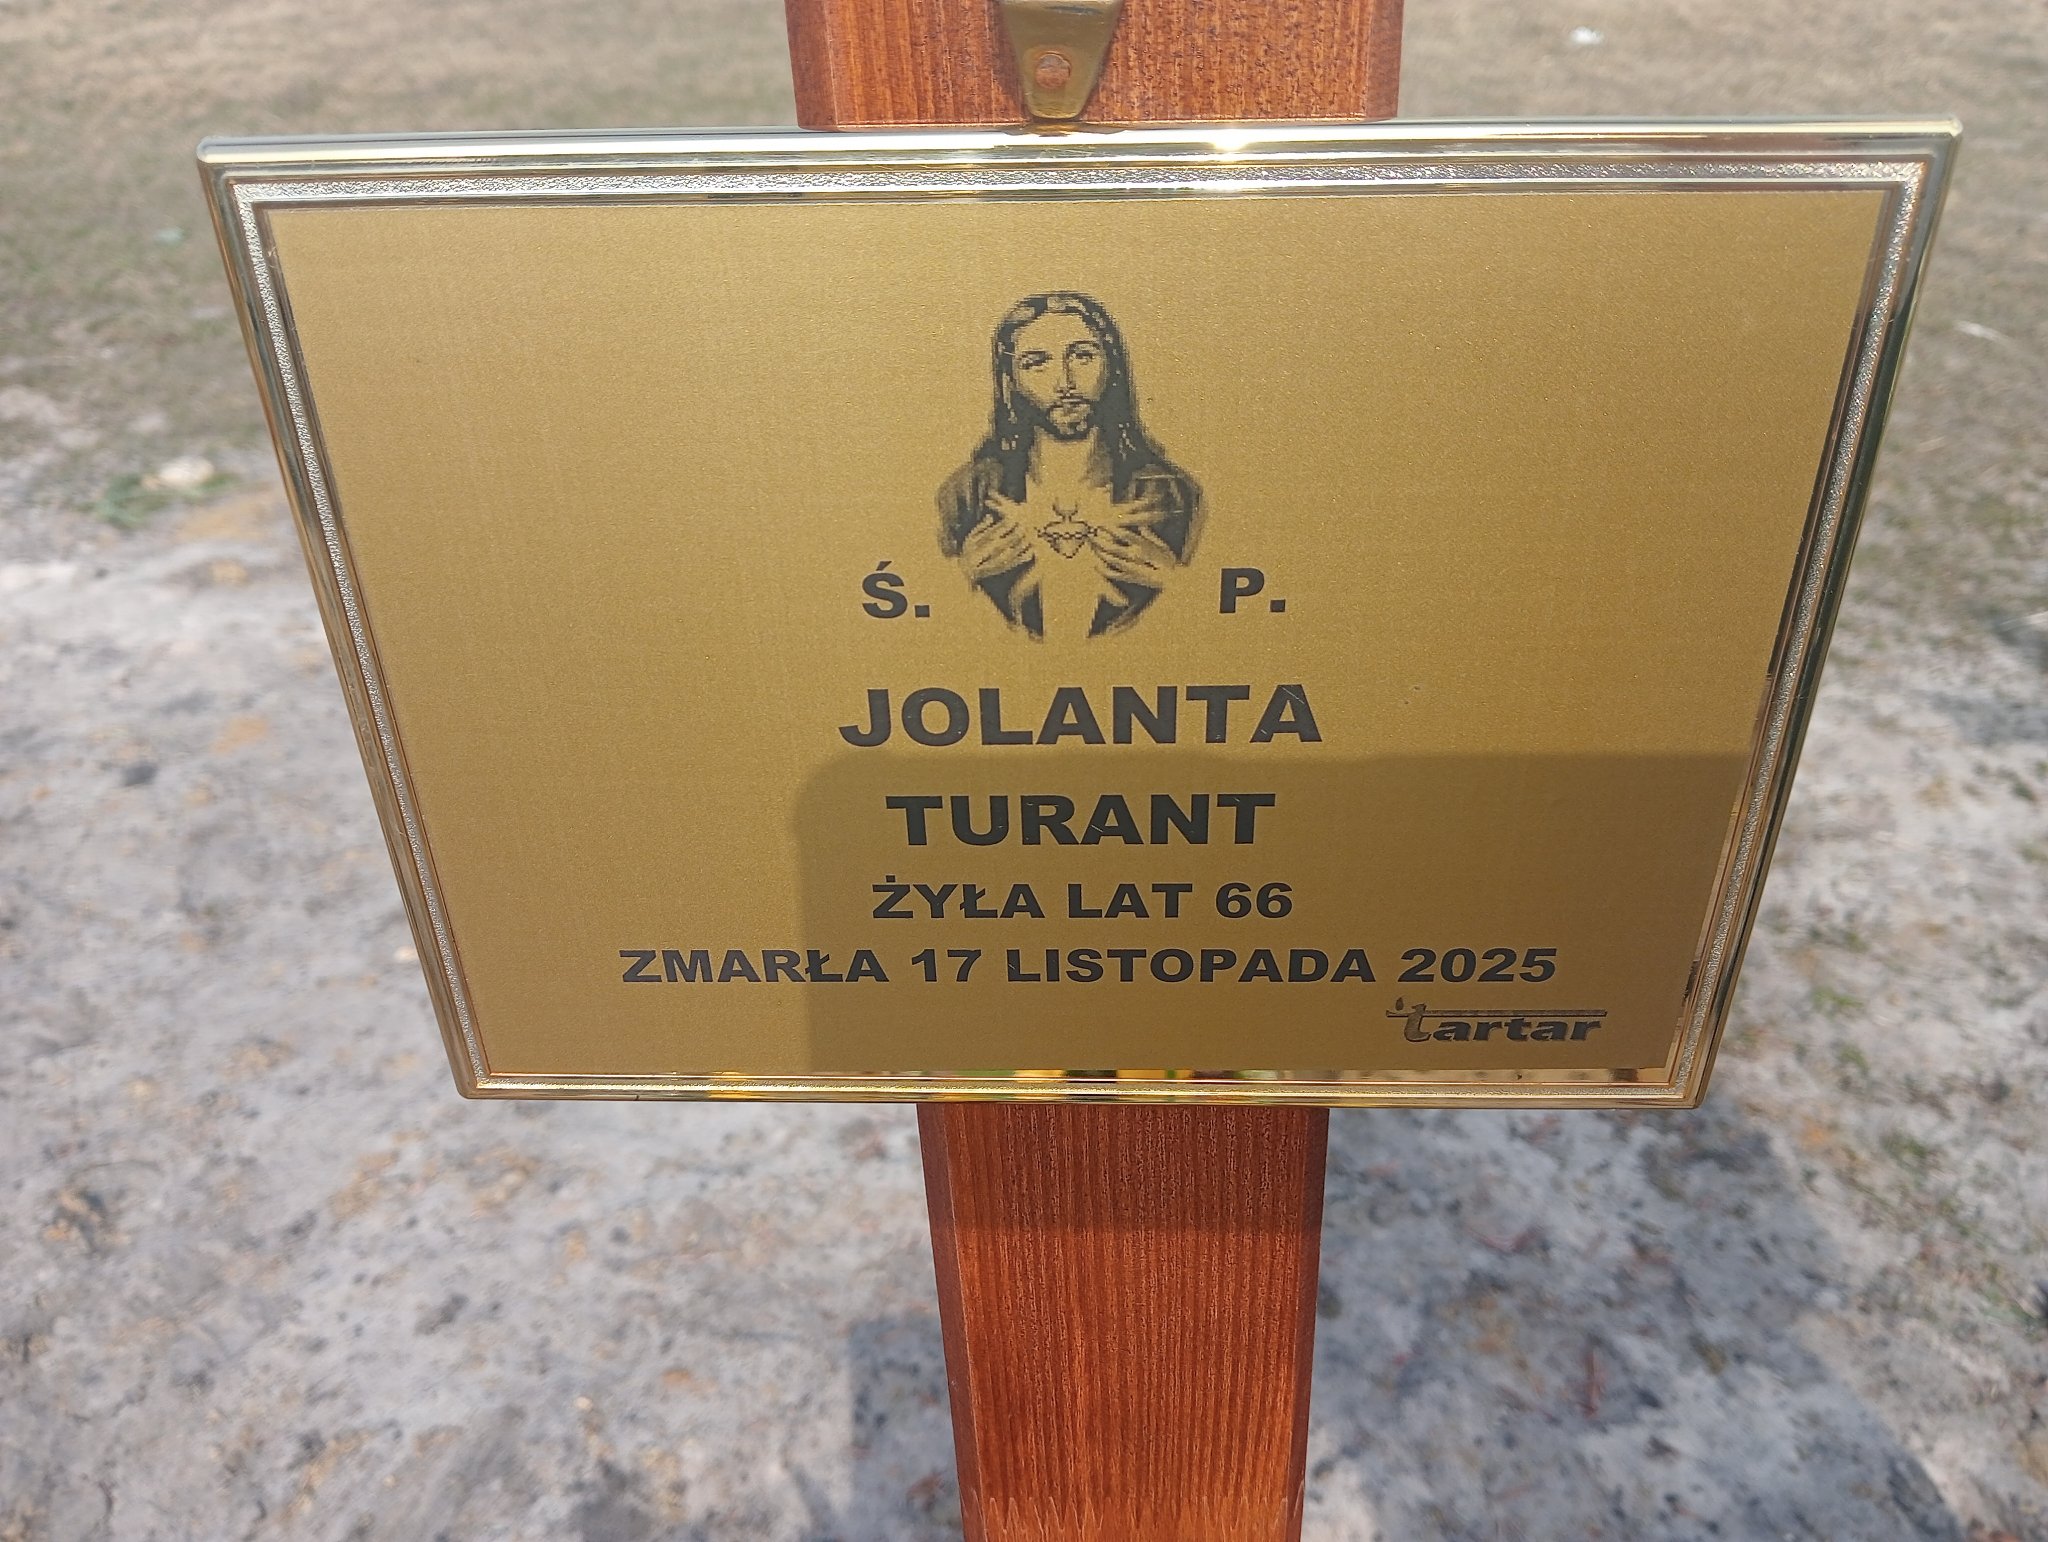 Ś. P.
JOLANTA
TURANT
ŻYŁA LAT 66
ZMARŁA 17 LISTOPADA 2025
tartar